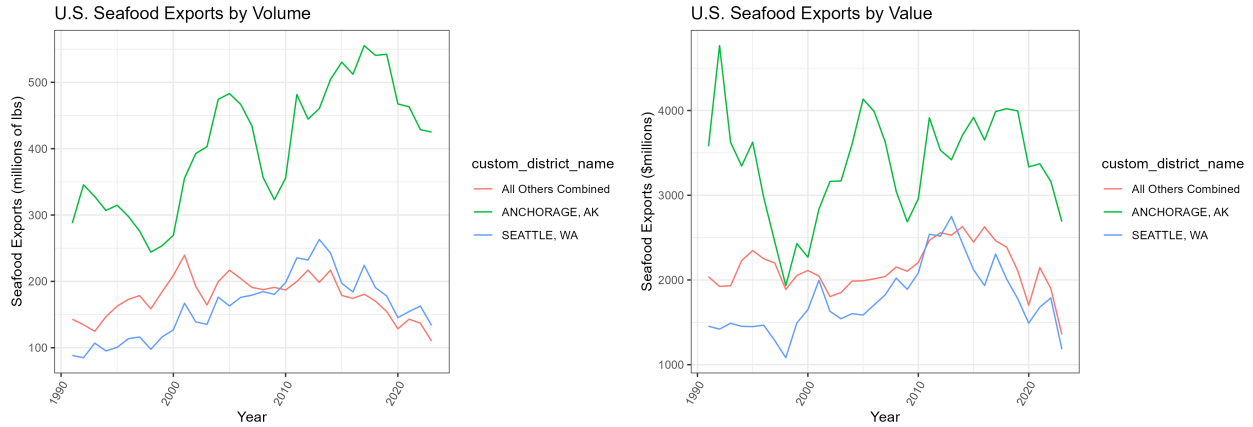 U.S. Seafood Exports by Volume
Seafood Exports (millions of lbs)
500
400
300
200
100
1990
2000
2010
2020
Year
custom_district_name
All Others Combined
ANCHORAGE, AK
SEATTLE, WA
U.S. Seafood Exports by Value
Seafood Exports ($millions)
4000
3000
2000
1000
1990
2000
2010
2020
Year
custom_district_name
All Others Combined
ANCHORAGE, AK
SEATTLE, WA